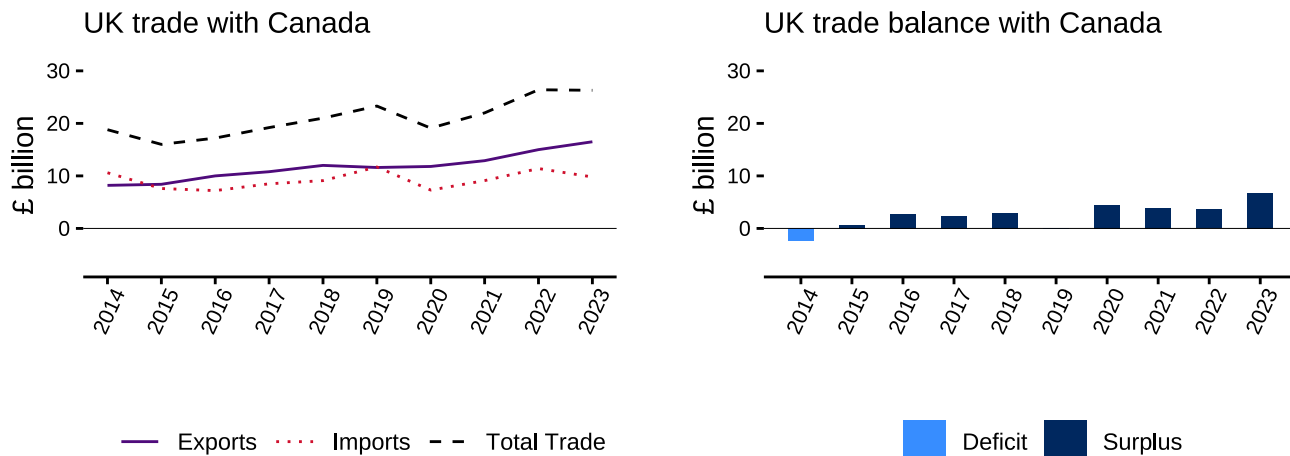 UK trade with Canada
£ billion
30
20
10
0
2014 2015 2016 2017 2018 2019 2020 2021 2022 2023
Exports Imports Total Trade
UK trade balance with Canada
£ billion
30
20
10
0
2014 2015 2016 2017 2018 2019 2020 2021 2022 2023
Deficit Surplus